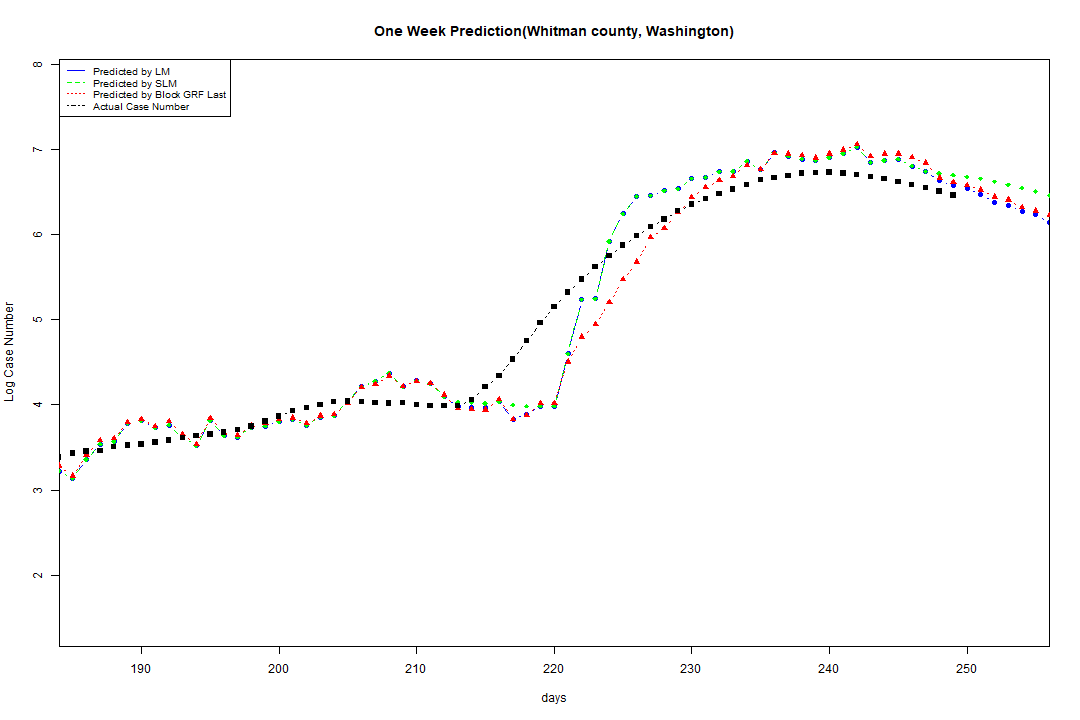 One Week Prediction(Whitman county, Washington)
Predicted by LM
Predicted by SLM
Predicted by Block GRF Last
Actual Case Number
8
7
6
5
4
3
2
Log Case Number
190 200 210 220 230 240 250
days